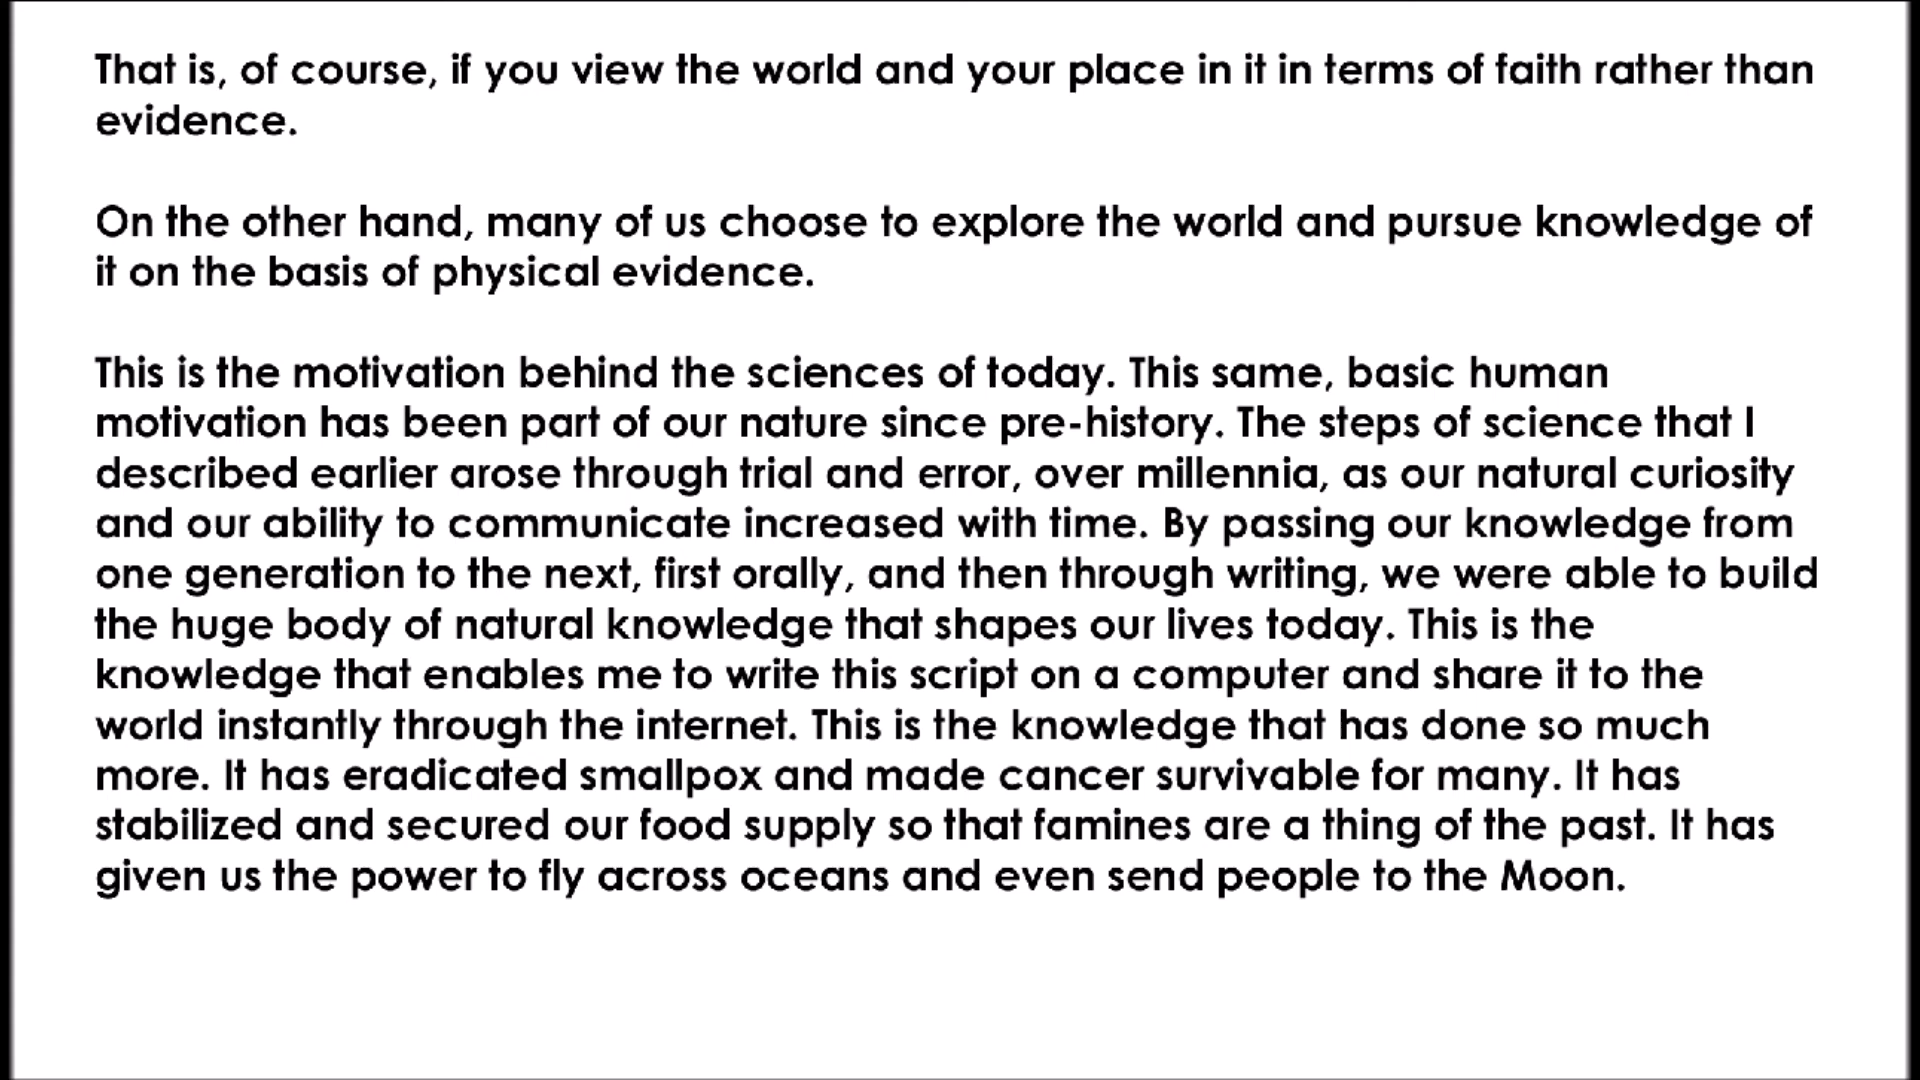 That is, of course, if you view the world and your place in it in terms of faith rather than
evidence.
On the other hand, many of us choose to explore the world and pursue knowledge of
it on the basis of physical evidence.
This is the motivation behind the sciences of today. This same, basic human
motivation has been part of our nature since pre-history. The steps of science that I
described earlier arose through trial and error, over millennia, as our natural curiosity
and our ability to communicate increased with time. By passing our knowledge from
one generation to the next, first orally, and then through writing, we were able to build
the huge body of natural knowledge that shapes our lives today. This is the
knowledge that enables me to write this script on a computer and share it to the
world instantly through the internet. This is the knowledge that has done so much
more. It has eradicated smallpox and made cancer survivable for many. It has
stabilized and secured our food supply so that famines are a thing of the past. It has
given us the power to fly across oceans and even send people to the Moon.